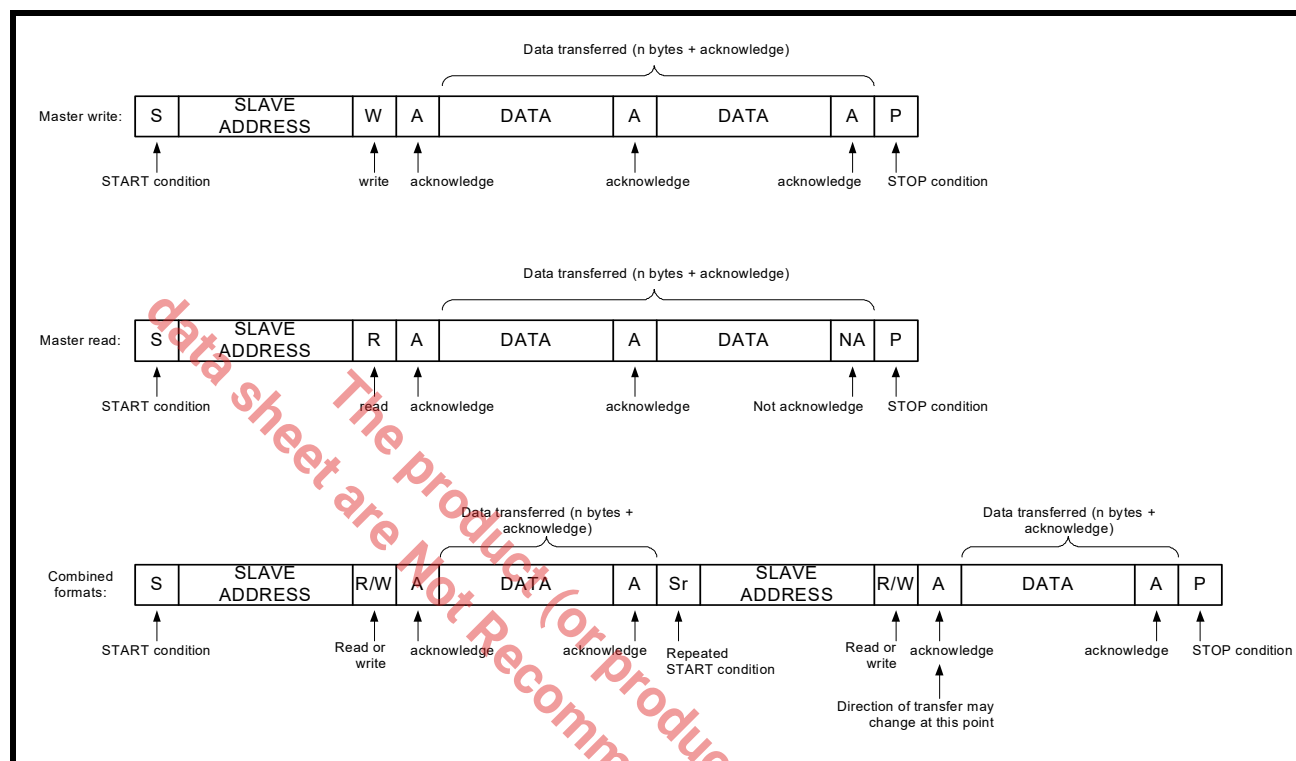 Data transferred (n bytes + acknowledge)
Master write:
S
SLAVE
ADDRESS
W
A
DATA
A
DATA
A
P
START condition
write
acknowledge
acknowledge
acknowledge
STOP condition
Data transferred (n bytes + acknowledge)
Master read:
S
SLAVE
ADDRESS
R
A
DATA
A
DATA
NA
P
START condition
read
acknowledge
acknowledge
Not acknowledge
STOP condition
Data transferred (n bytes +
acknowledge)
Data transferred (n bytes +
acknowledge)
Combined
formats:
S
SLAVE
ADDRESS
R/W
A
DATA
A
Sr
SLAVE
ADDRESS
R/W
A
DATA
A
P
START condition
Read or
write
acknowledge
acknowledge
Repeated
START condition
Read or
write
acknowledge
acknowledge
STOP condition
Direction of transfer may
change at this point
The product (or produc
data sheet are Not Recomm